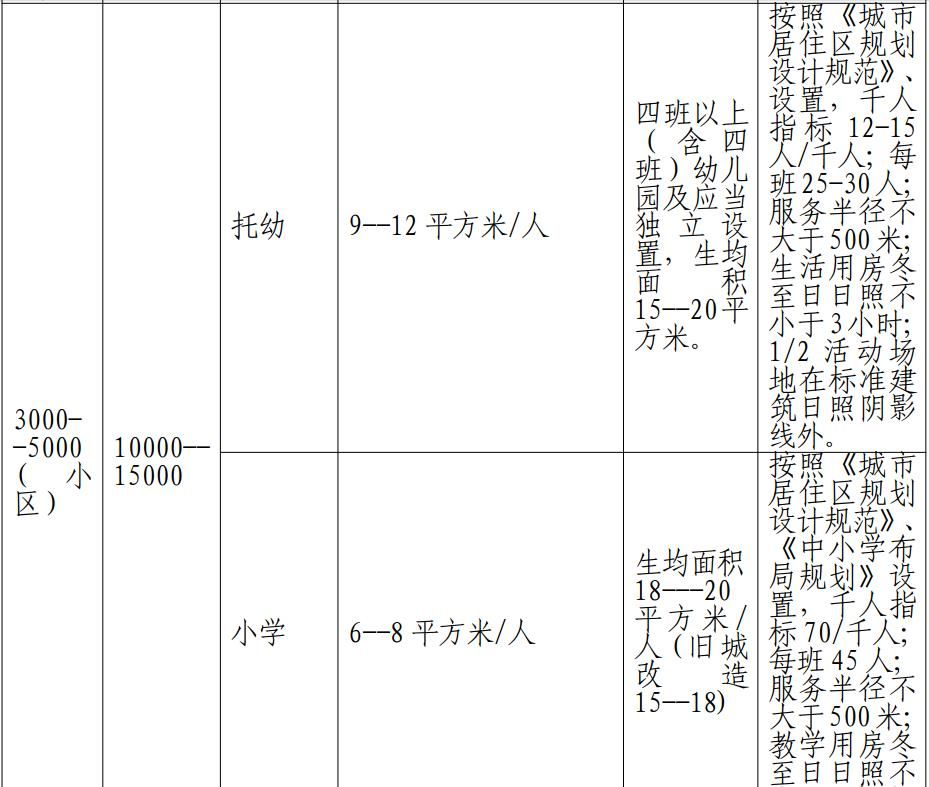 3000-
-5000
( 小
区)
10000--
15000
托幼
9--12 平方米/人
四班以上
( 含 四
班)幼儿
园及应当
独 立 设
置, 生均
面 积
15--20平
方米。
按照《城市
居住区规划
设计规范》、
设置, 千人
指标 12-15
人/千人; 每
班25-30人;
服务半径不
大于500米;
生活用房冬
至日日照不
小于3小时;
1/2 活动场
地在标准建
筑日照阴影
线外。
小学
6--8 平方米/人
生均面积
18---20
平方米/
人(旧城
改 造
15--18)
按照《城市
居住区规划
设计规范》、
《中小学布
局规划》设
置, 千人指
标70/千人;
每班45人;
服务半径不
大于500米;
教学用房冬
至日日照不